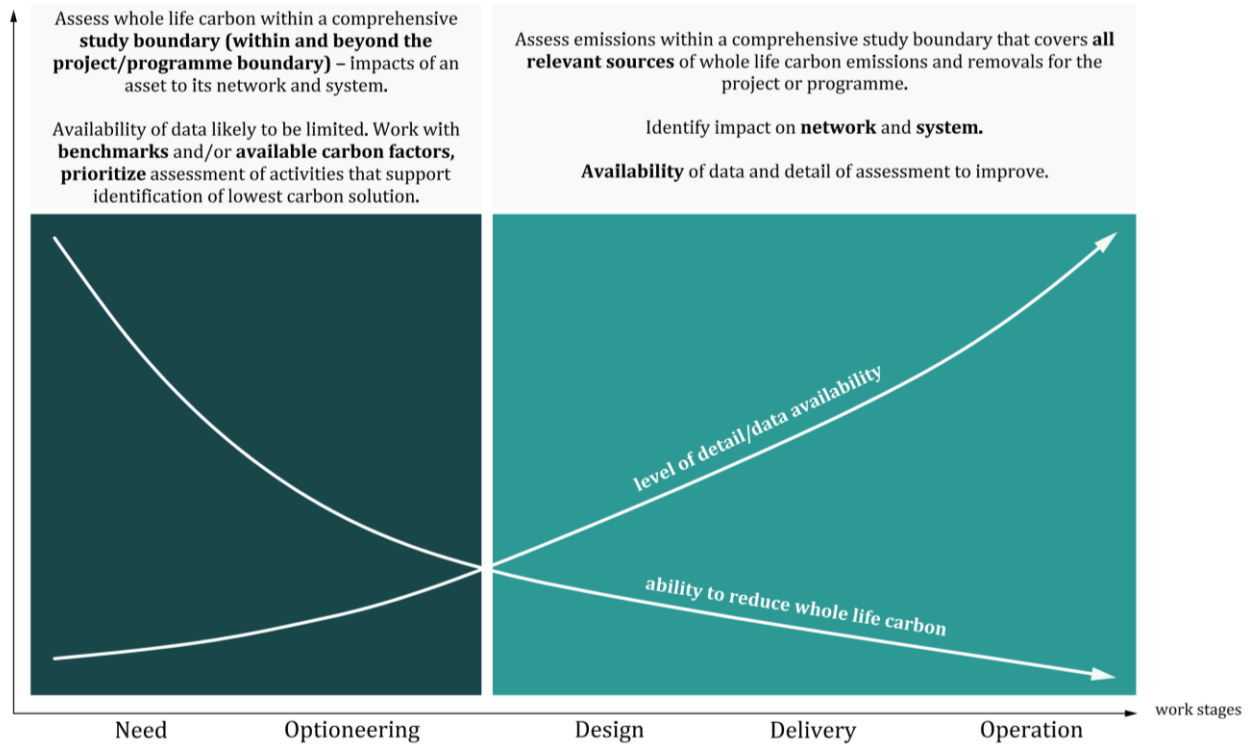 Assess whole life carbon within a comprehensive
study boundary (within and beyond the
project/programme boundary) – impacts of an
asset to its network and system.
Availability of data likely to be limited. Work with
benchmarks and/or available carbon factors,
prioritize assessment of activities that support
identification of lowest carbon solution.
Assess emissions within a comprehensive study boundary that covers all
relevant sources of whole life carbon emissions and removals for the
project or programme.
Identify impact on network and system.
Availability of data and detail of assessment to improve.
level of detail/data availability
ability to reduce whole life carbon
work stages
Need
Optioneering
Design
Delivery
Operation